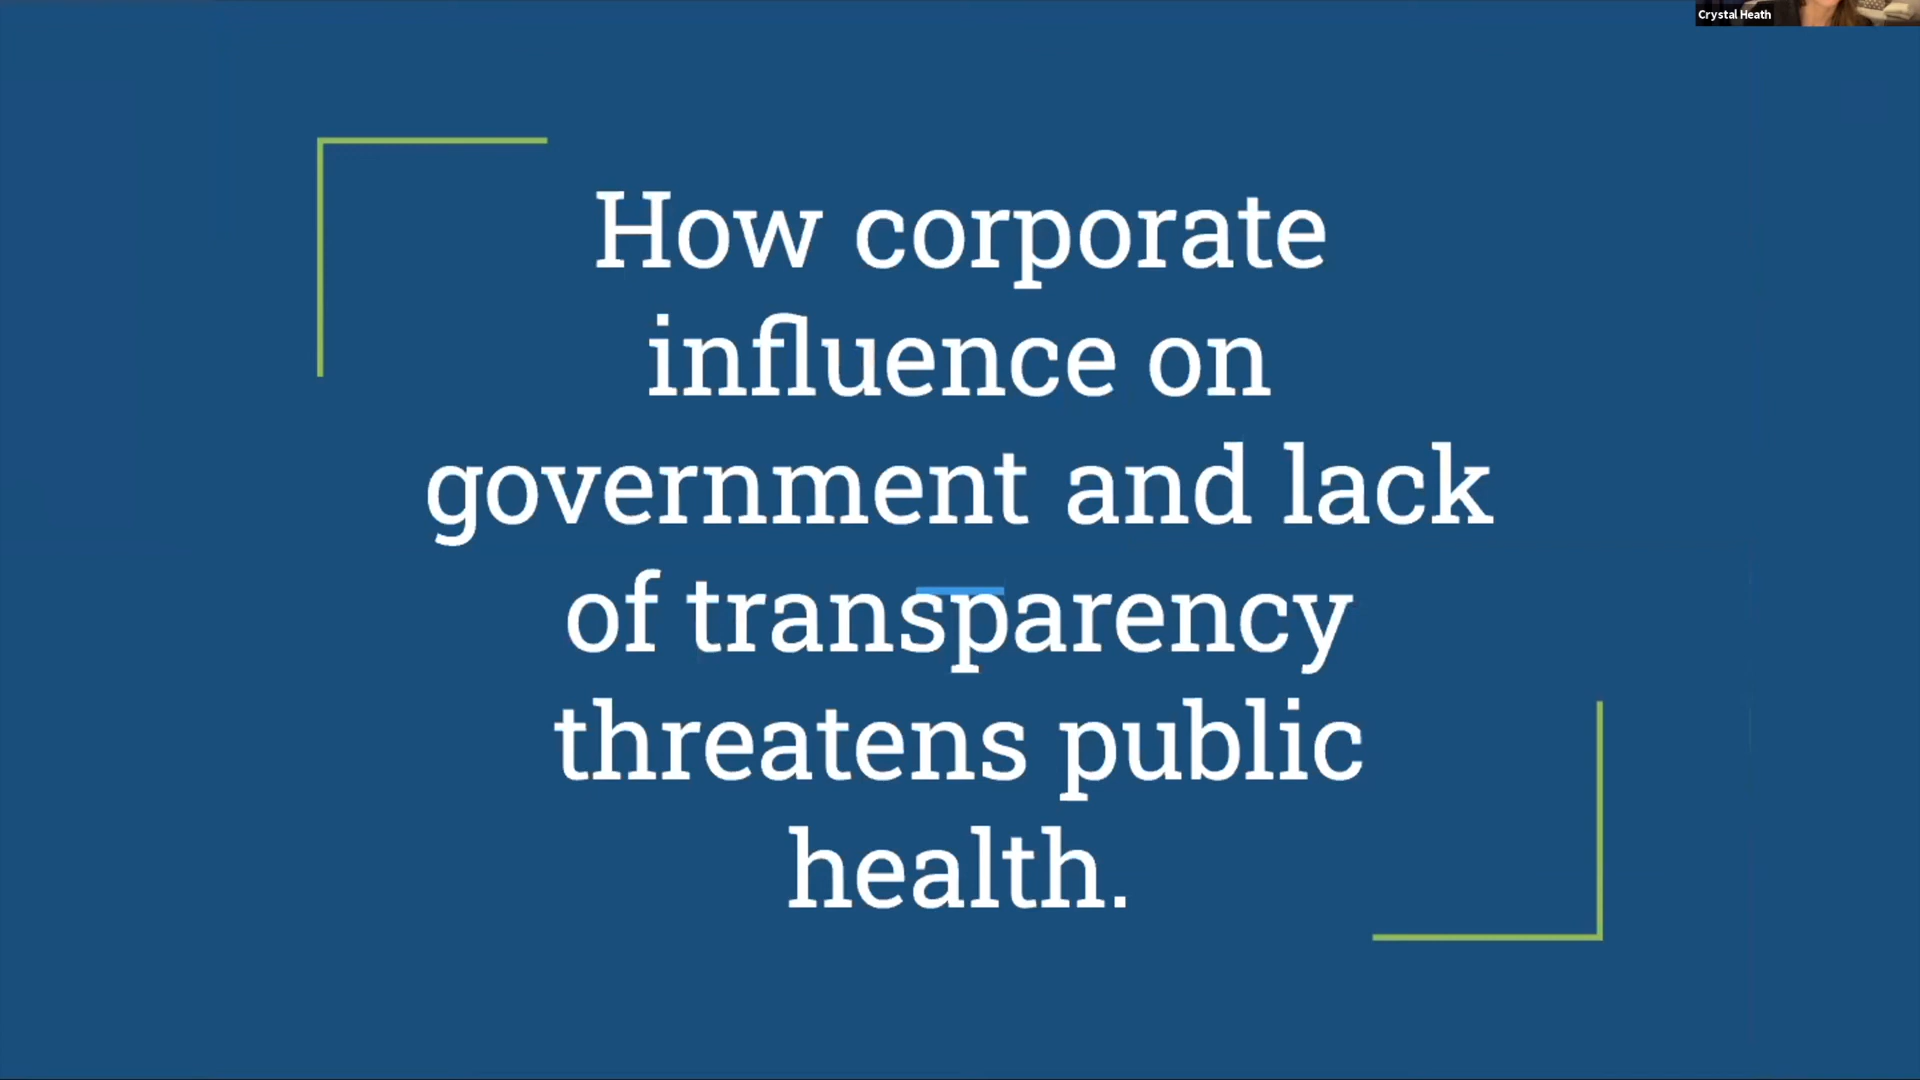 Crystal Heath
How corporate
influence on
government and lack
of transparency
threatens public
health.